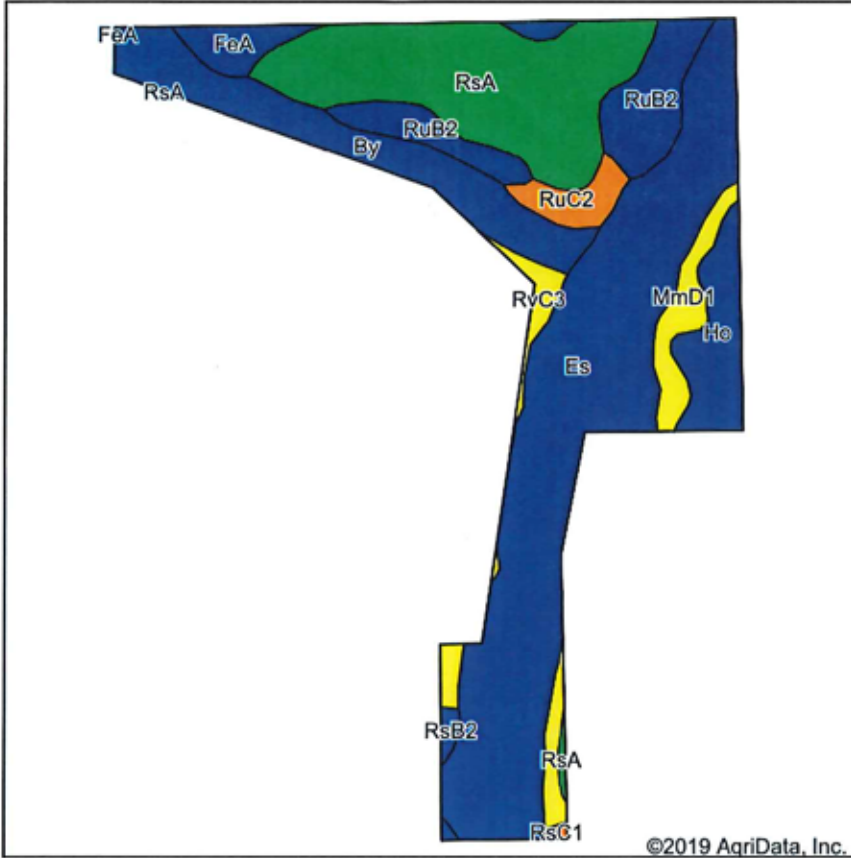 FeA
FeA
RsA
RsA
RuB2
RuB2
By
RuC2
RvC3
MmD1
Ho
Es
RsB2
RsA
RsC1
©2019 AgriData, Inc.